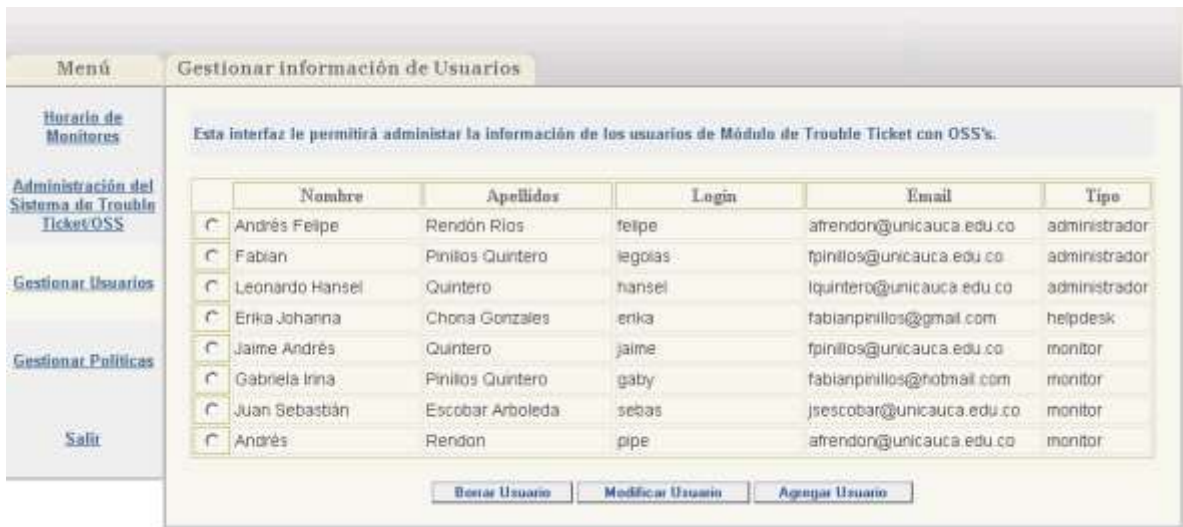 Menú
Gestionar información de Usuarios
Horario de
Monitores
Administración del
Sistema de Trouble
Ticket/OSS
Gestionar Usuarios
Gestionar Políticas
Salir
Esta interfaz le permitirá administar la información de los usuarios de Módulo de Trouble Ticket con OSS's.
Nombre Apellidos Login Email Tipo
Andrés Felipe Rendón Ríos felipe afrendon@unicauca.edu.co administrador
Fabian Pinillos Quintero legolas fpinillos@unicauca.edu.co administrador
Leonardo Hansel Quintero hansel lquintero@unicauca.edu.co administrador
Erika Johanna Chona Gonzales erika fabianpinillos@gmail.com helpdesk
Jaime Andrés Quintero jaime fpinillos@unicauca.edu.co monitor
Gabriela Irina Pinillos Quintero gaby fabianpinillos@hotmail.com monitor
Juan Sebastián Escobar Arboleda sebas jsescobar@unicauca.edu.co monitor
Andrés Rendon pipe afrendon@unicauca.edu.co monitor
Borrar Usuario Modificar Usuario Agregar Usuario